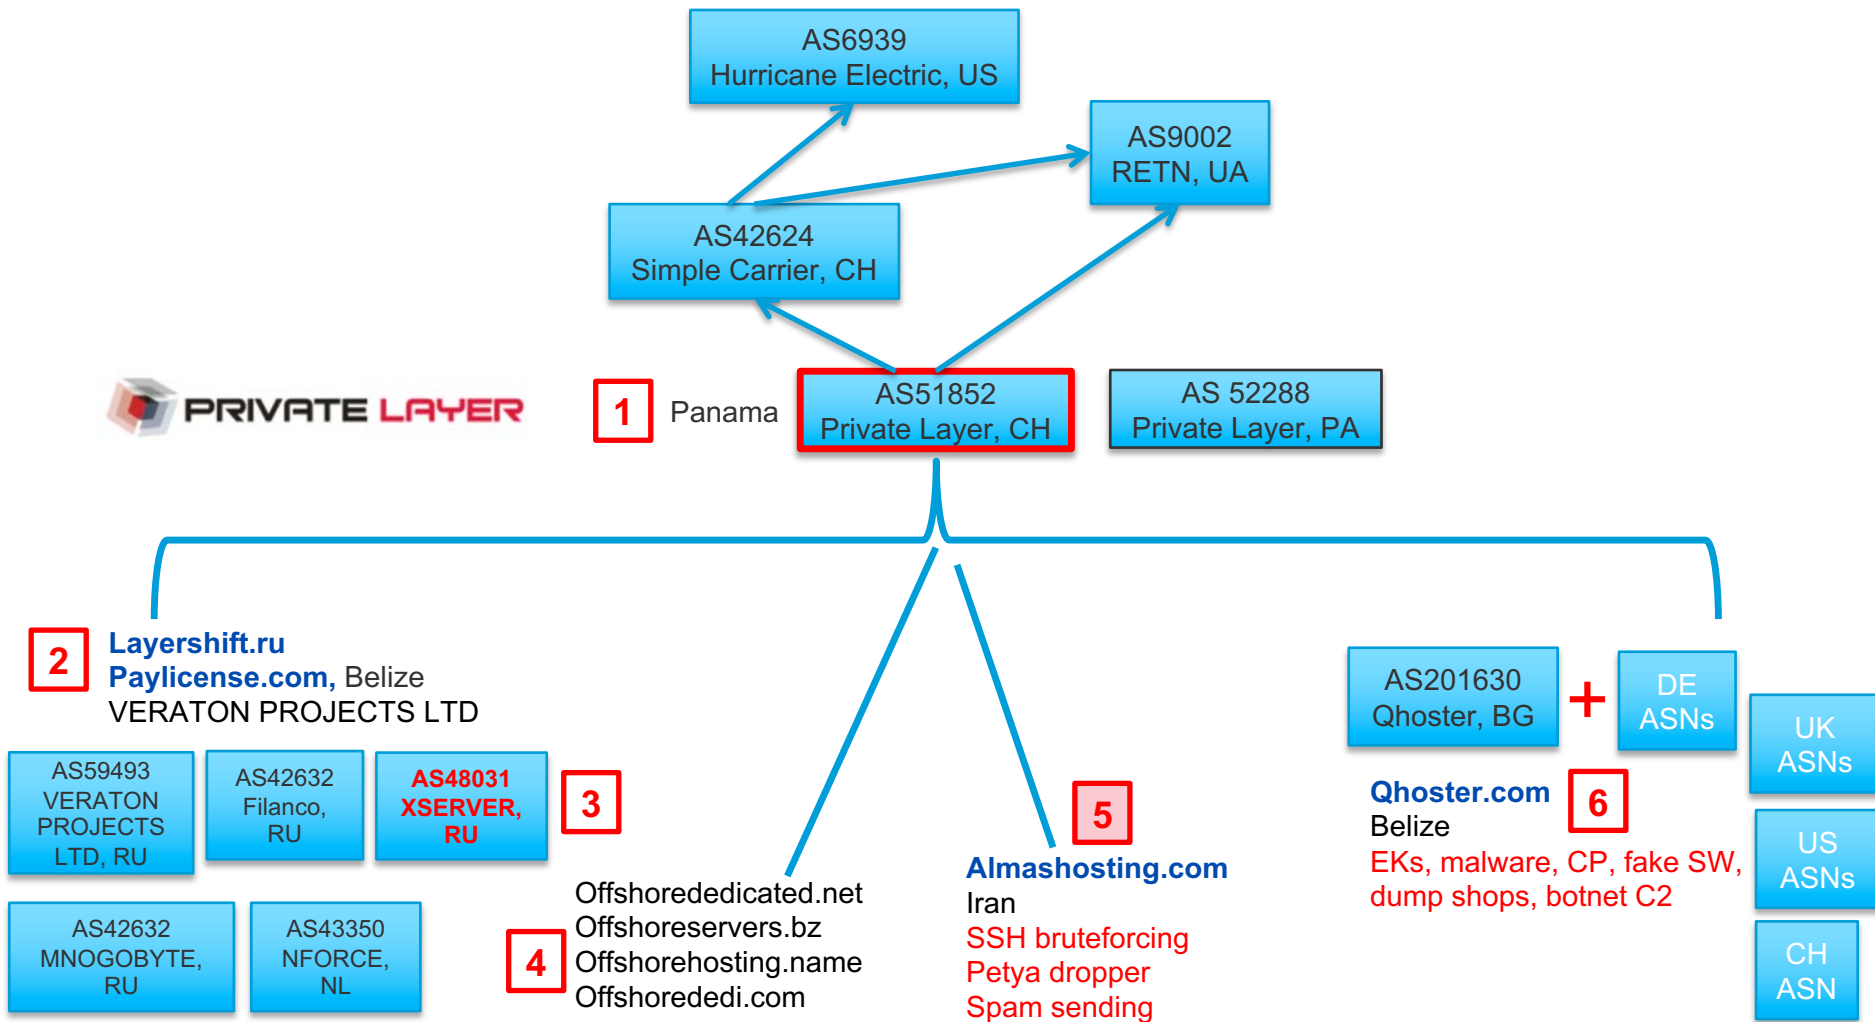 AS6939
Hurricane Electric, US
AS9002
RETN, UA
AS42624
Simple Carrier, CH
PRIVATE LAYER
1
Panama
AS51852
Private Layer, CH
AS 52288
Private Layer, PA
2
Layershift.ru
Paylicense.com, Belize
VERATON PROJECTS LTD
AS59493
VERATON
PROJECTS
LTD, RU
AS42632
Filanco,
RU
AS48031
XSERVER,
RU
3
AS42632
MNOGOBYTE,
RU
AS43350
NFORCE,
NL
4
Offshorededicated.net
Offshoreservers.bz
Offshorehosting.name
Offshorededi.com
5
Almashosting.com
Iran
SSH bruteforcing
Petya dropper
Spam sending
AS201630
Qhoster, BG
+
DE
ASNs
UK
ASNs
US
ASNs
CH
ASN
Qhoster.com
6
Belize
EKs, malware, CP, fake SW,
dump shops, botnet C2